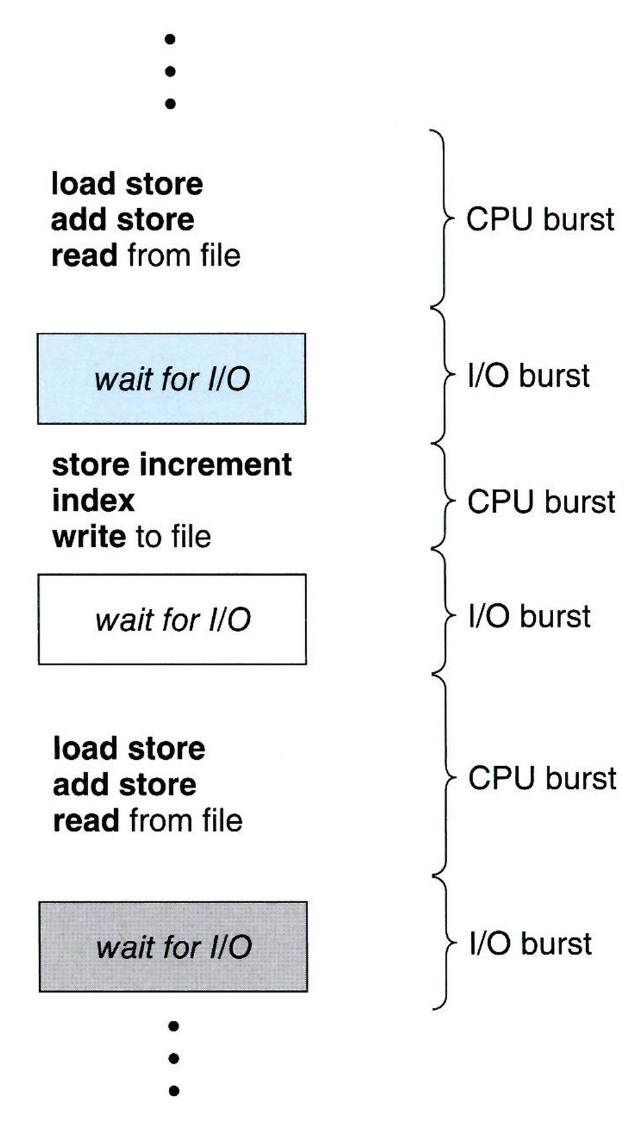 load store
add store
read from file
CPU burst
wait for I/O
I/O burst
store increment
index
write to file
CPU burst
wait for I/O
I/O burst
load store
add store
read from file
CPU burst
wait for I/O
I/O burst